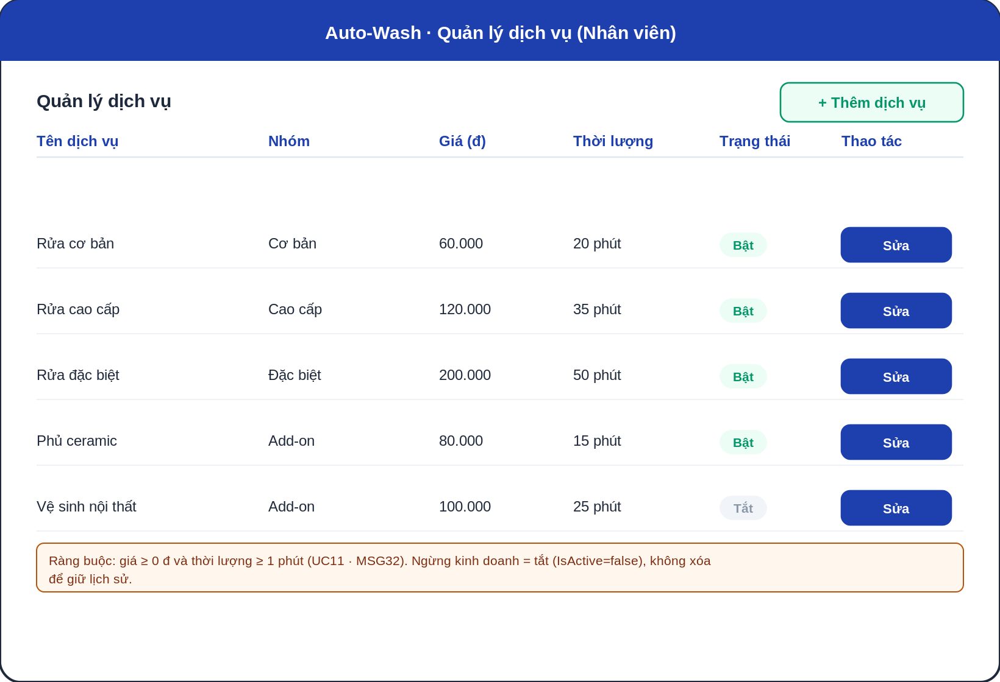 Auto-Wash · Quản lý dịch vụ (Nhân viên)
Quản lý dịch vụ
+ Thêm dịch vụ
Tên dịch vụ Nhóm Giá (đ) Thời lượng Trạng thái Thao tác
Rửa cơ bản Cơ bản 60.000 20 phút Bật Sửa
Rửa cao cấp Cao cấp 120.000 35 phút Bật Sửa
Rửa đặc biệt Đặc biệt 200.000 50 phút Bật Sửa
Phủ ceramic Add-on 80.000 15 phút Bật Sửa
Vệ sinh nội thất Add-on 100.000 25 phút Tắt Sửa
Ràng buộc: giá ≥ 0 đ và thời lượng ≥ 1 phút (UC11 · MSG32). Ngừng kinh doanh = tắt (IsActive=false), không xóa
để giữ lịch sử.